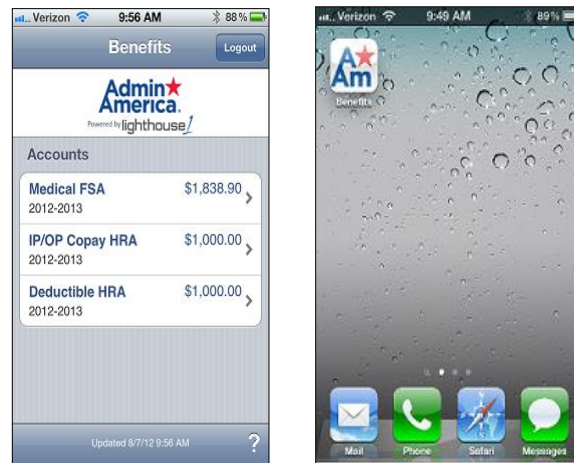 Verizon 9:56 AM 88%
Benefits
Logout
Admin
America.
Powered by lighthouse1
Accounts
Medical FSA $1,838.90
2012-2013
IP/OP Copay HRA $1,000.00
2012-2013
Deductible HRA $1,000.00
2012-2013
Updated 8/7/12 9:56 AM ?
Verizon 9:49 AM 89%
A
Am
Benefits
Mail Phone Safari Messages